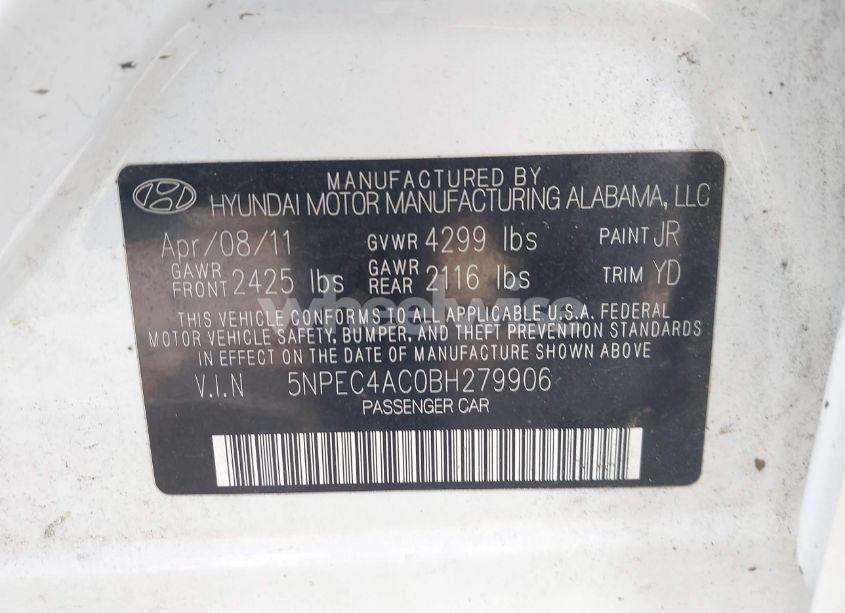 MANUFACTURED BY
HYUNDAI MOTOR MANUFACTURING ALABAMA, LLC
Apr/08/11 GVWR 4299 lbs PAINT JR
GAWR FRONT 2425 lbs GAWR REAR 2116 lbs TRIM YD
THIS VEHICLE CONFORMS TO ALL APPLICABLE U.S.A. FEDERAL
MOTOR VEHICLE SAFETY, BUMPER, AND THEFT PREVENTION STANDARDS
IN EFFECT ON THE DATE OF MANUFACTURE SHOWN ABOVE
V.I.N 5NPEC4AC0BH279906
PASSENGER CAR